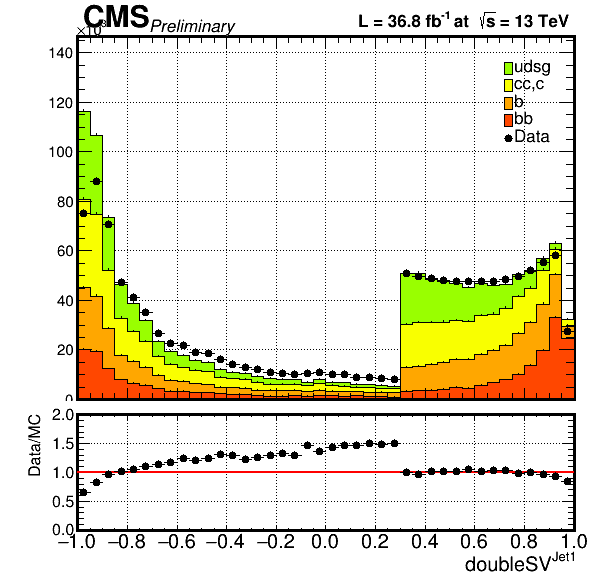 CMS Preliminary L = 36.8 fb⁻¹ at √s = 13 TeV
140
120
100
80
60
40
20
0
udsg
cc,c
b
bb
Data
Data/MC
2.0
1.5
1.0
0.5
0.0
−1.0 −0.8 −0.6 −0.4 −0.2 0.0 0.2 0.4 0.6 0.8 1.0
doubleSV^Jet1